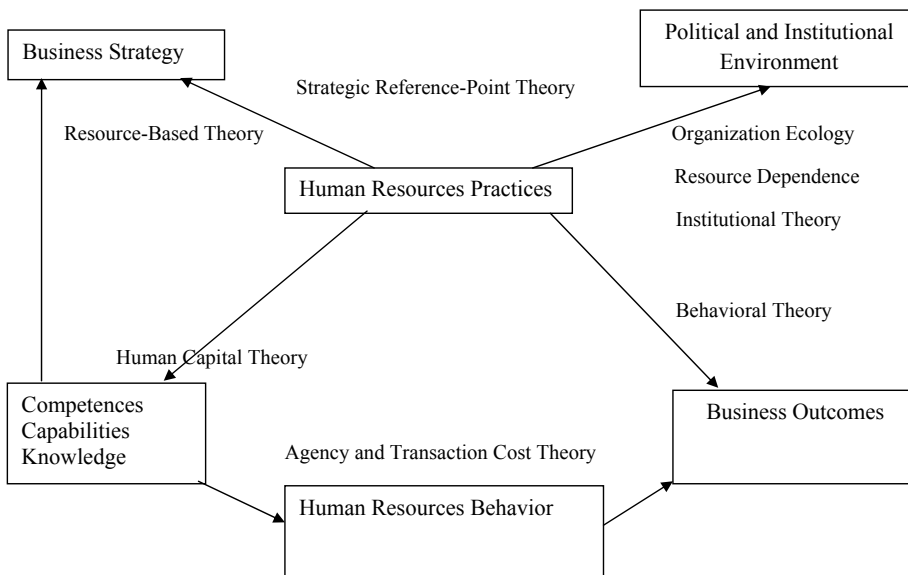 Business Strategy
Political and Institutional
Environment
Strategic Reference-Point Theory
Resource-Based Theory
Organization Ecology
Human Resources Practices
Resource Dependence
Institutional Theory
Behavioral Theory
Human Capital Theory
Competences
Capabilities
Knowledge
Business Outcomes
Agency and Transaction Cost Theory
Human Resources Behavior